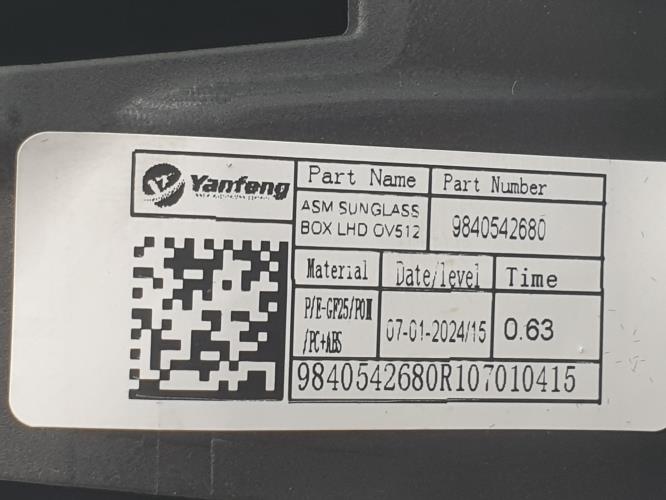 Yanfeng
Part Name
Part Number
ASM SUNGLASS
BOX LHD OV512
9840542680
Material
Date/level
Time
P/E-GF25/POM
/PC+ABS
07-01-2024/15
0.63
9840542680R107010415